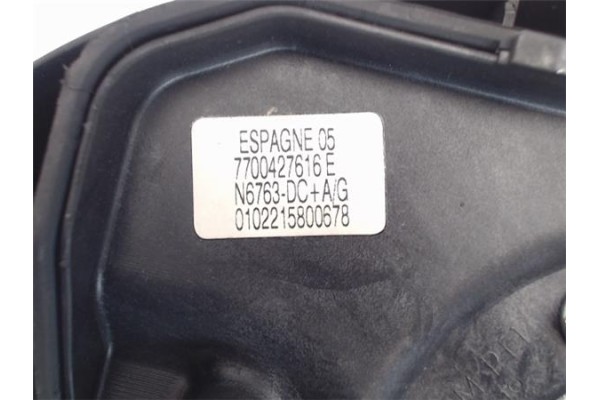 ESPAGNE 05
7700427616 E
N6763-DC+A/G
0102215800678